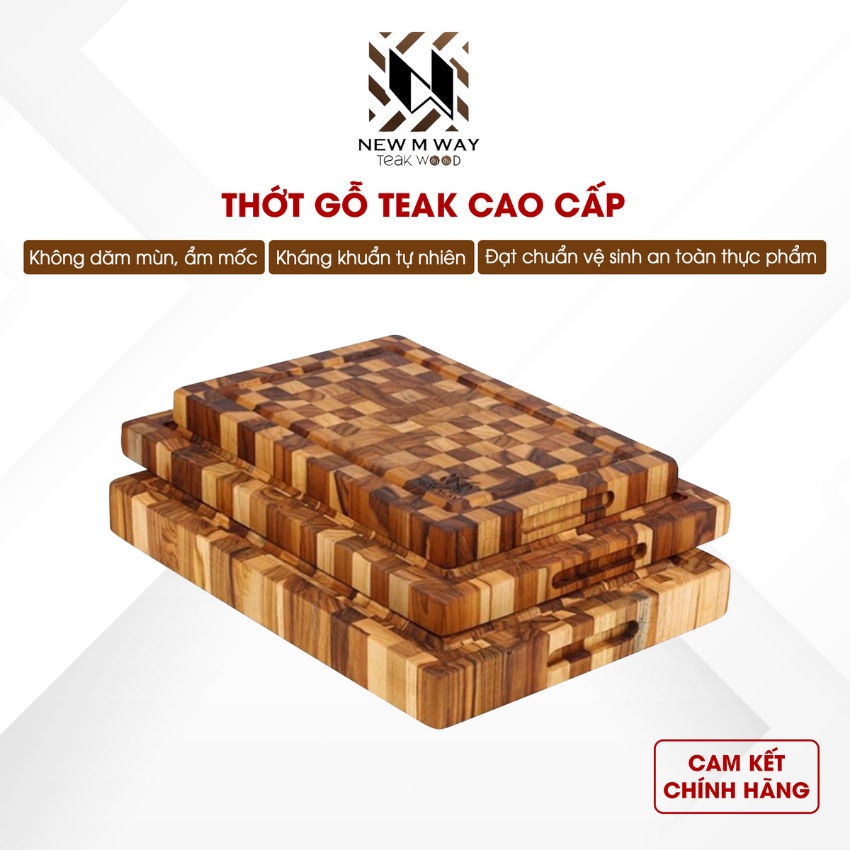 NEW M WAY
Teak WOOD
THỚT GỖ TEAK CAO CẤP
Không dăm mùn, ẩm mốc
Kháng khuẩn tự nhiên
Đạt chuẩn vệ sinh an toàn thực phẩm
CAM KẾT
CHÍNH HÃNG